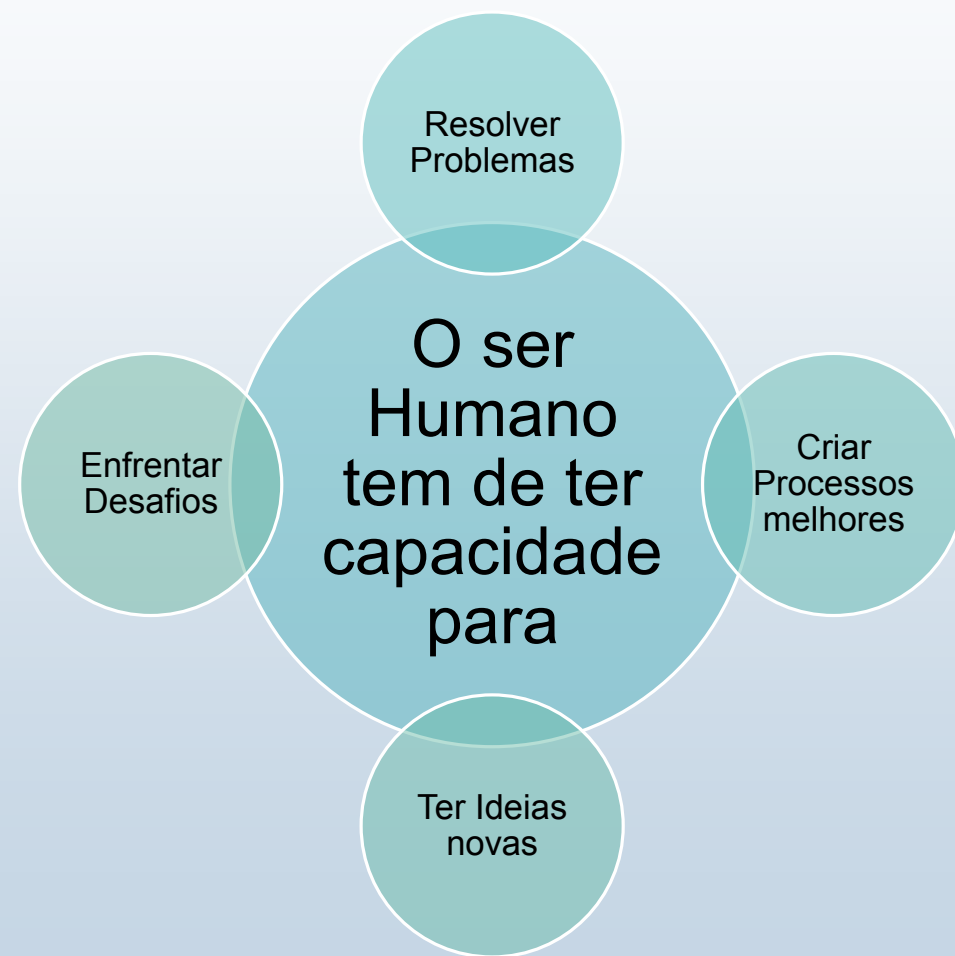 Resolver
Problemas
O ser
Humano
tem de ter
capacidade
para
Enfrentar
Desafios
Criar
Processos
melhores
Ter Ideias
novas